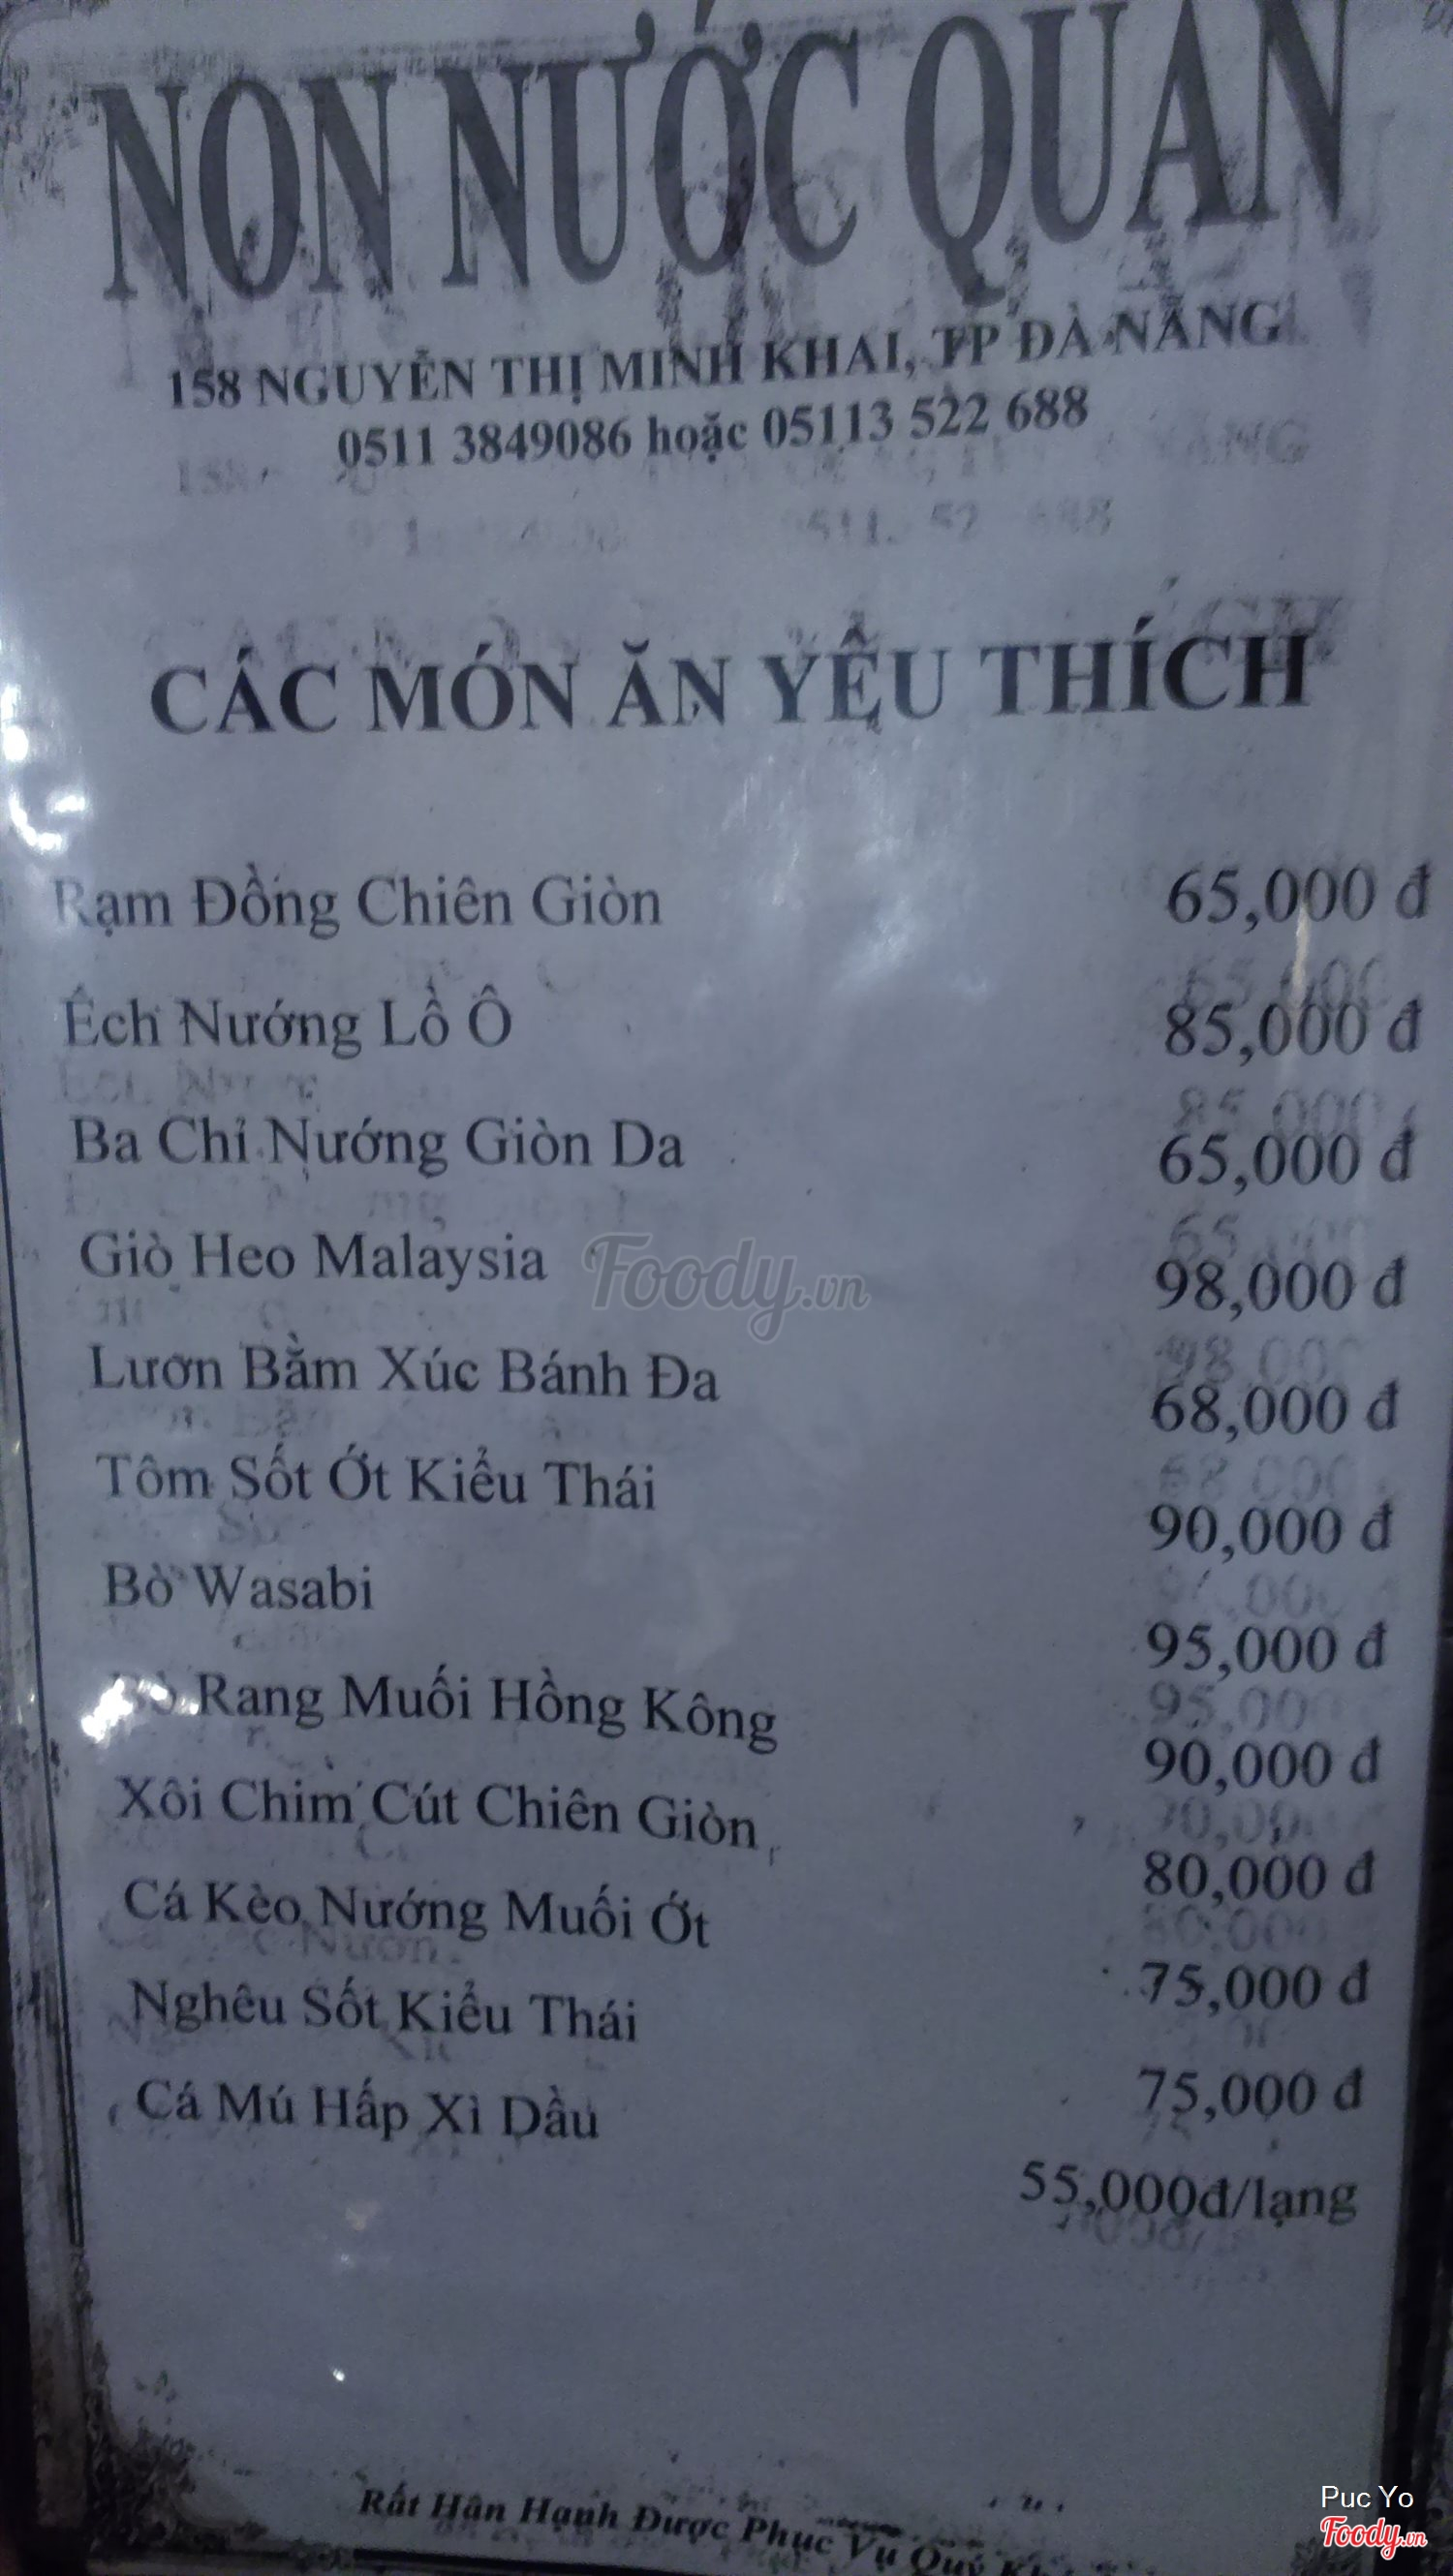 NON NƯỚC QUÁN
158 NGUYỄN THỊ MINH KHAI, TP ĐÀ NẴNG
0511 3849086 hoặc 05113 522 688
CÁC MÓN ĂN YÊU THÍCH
Rạm Đồng Chiên Giòn 65,000 đ
Ếch Nướng Lồ Ô 85,000 đ
Ba Chỉ Nướng Giòn Da 65,000 đ
Giò Heo Malaysia 98,000 đ
Lươn Bằm Xúc Bánh Đa 68,000 đ
Tôm Sốt Ớt Kiểu Thái 90,000 đ
Bò Wasabi 95,000 đ
Rang Muối Hồng Kông 90,000 đ
Xôi Chim Cút Chiên Giòn 80,000 đ
Cá Kèo Nướng Muối Ớt 75,000 đ
Nghêu Sốt Kiểu Thái 75,000 đ
Cá Mú Hấp Xì Dầu 55,000đ/lạng
Rất Hân Hạnh Được Phục Vụ Quý
Foody.vn
Puc Yo
Foody.vn